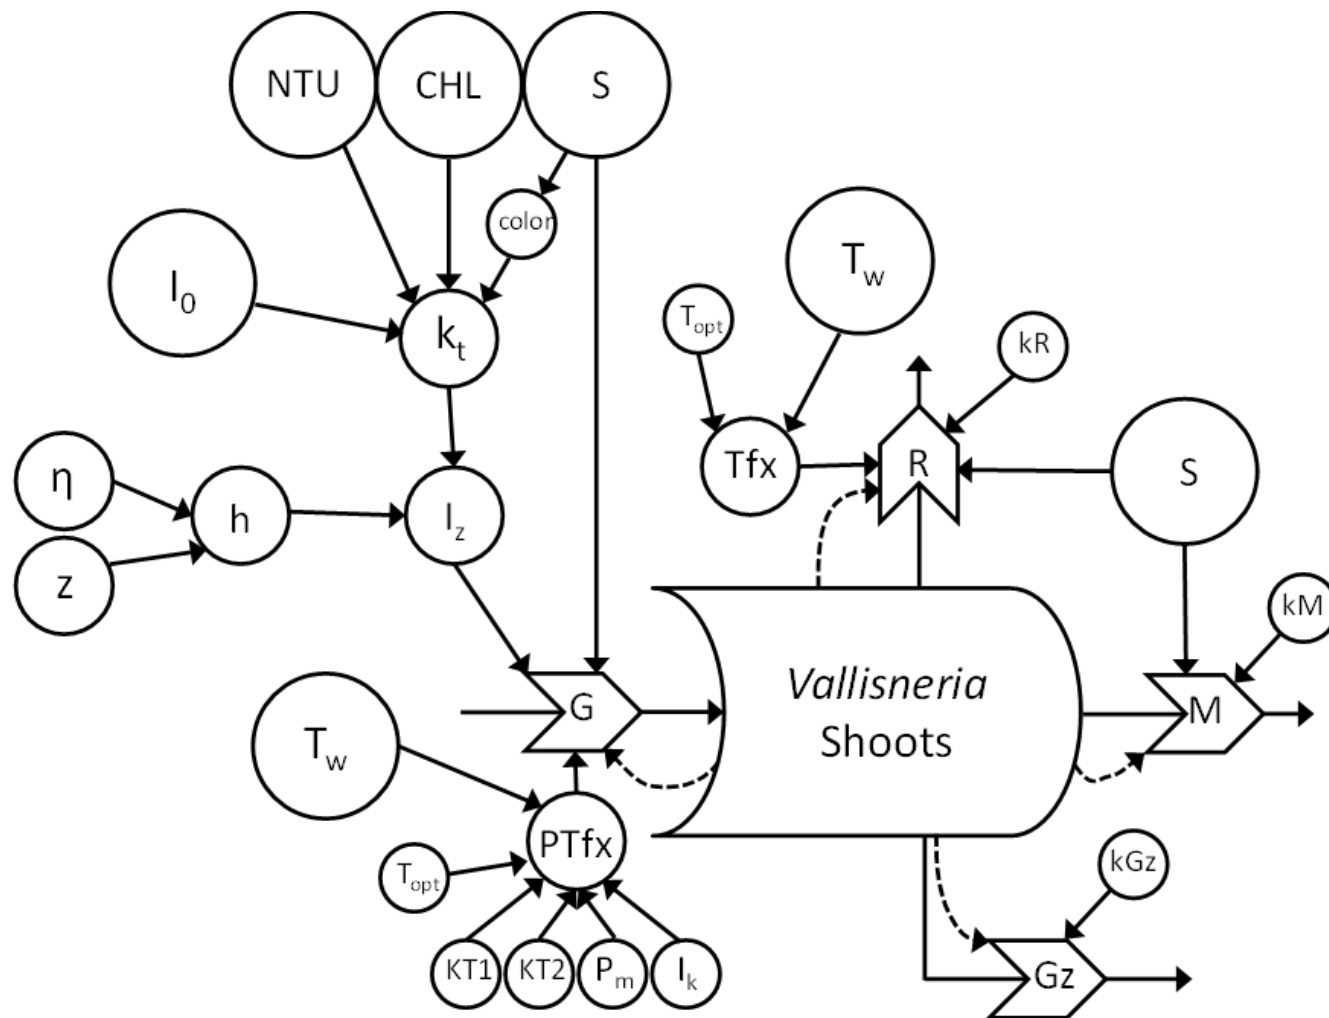 NTU
CHL
S
color
I0
kt
Tw
Topt
kR
Tfx
R
S
η
h
Iz
z
kM
Vallisneria
Shoots
G
M
Tw
PTfx
Topt
kGz
KT1
KT2
Pm
Ik
Gz